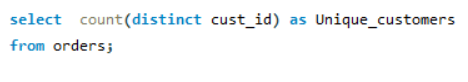 select  count(distinct cust_id) as Unique_customers
from orders;